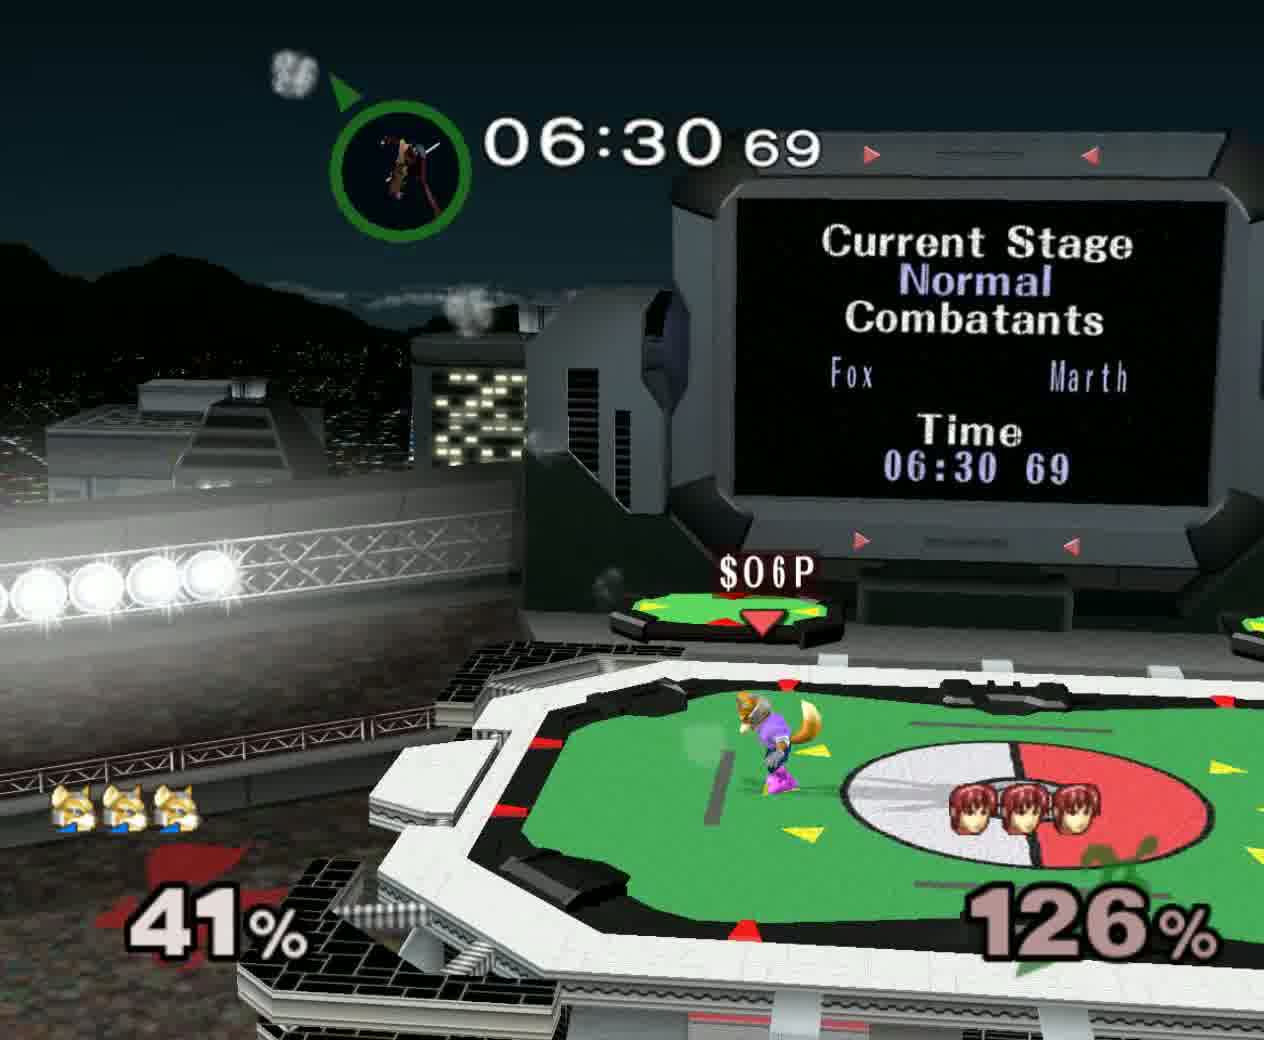 06:30 69
Current Stage
Normal
Combatants
Fox Marth
Time
06:30 69
$06P
41%
126%